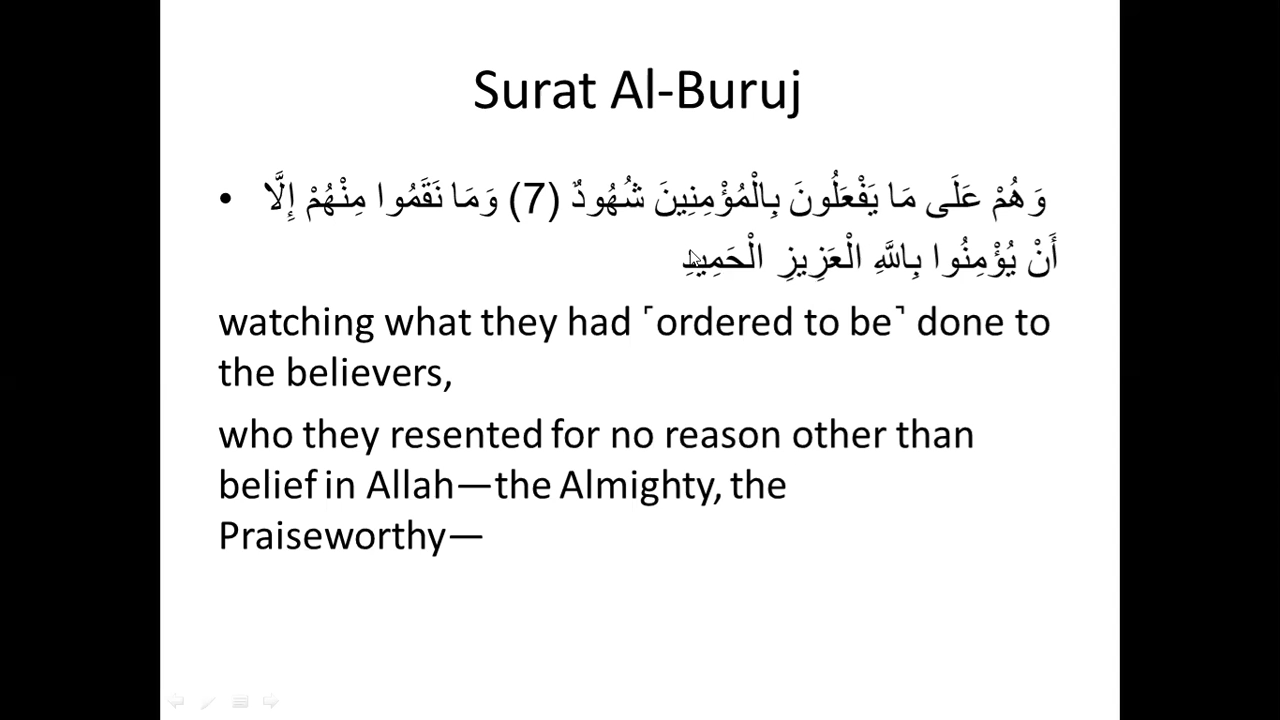 Surat Al-Buruj
• وَهُمْ عَلَى مَا يَفْعَلُونَ بِالْمُؤْمِنِينَ شُهُودٌ (7) وَمَا نَقَمُوا مِنْهُمْ إِلَّا
أَنْ يُؤْمِنُوا بِاللَّهِ الْعَزِيزِ الْحَمِيدِ
watching what they had ˹ordered to be˺ done to
the believers,
who they resented for no reason other than
belief in Allah—the Almighty, the
Praiseworthy—